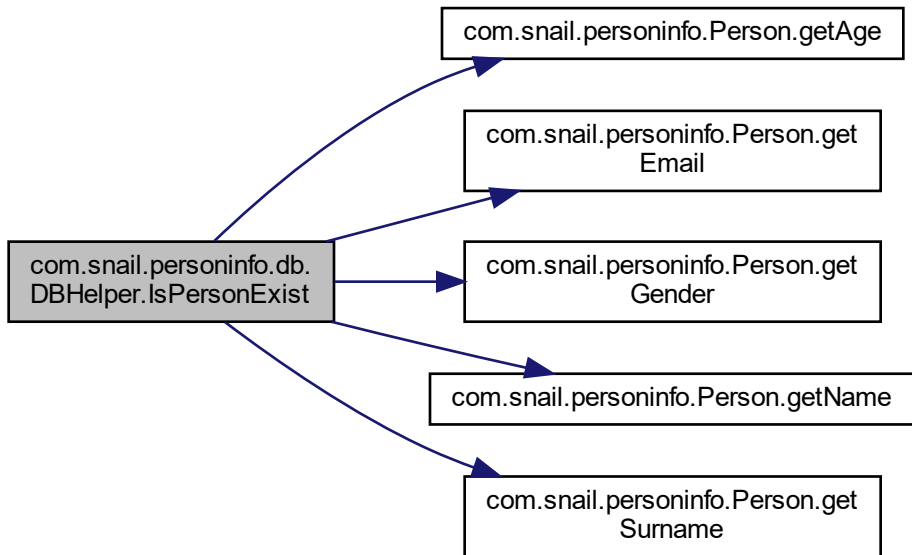 com.snail.personinfo.Person.getAge
com.snail.personinfo.Person.get
Email
com.snail.personinfo.db.
DBHelper.IsPersonExist
com.snail.personinfo.Person.get
Gender
com.snail.personinfo.Person.getName
com.snail.personinfo.Person.get
Surname